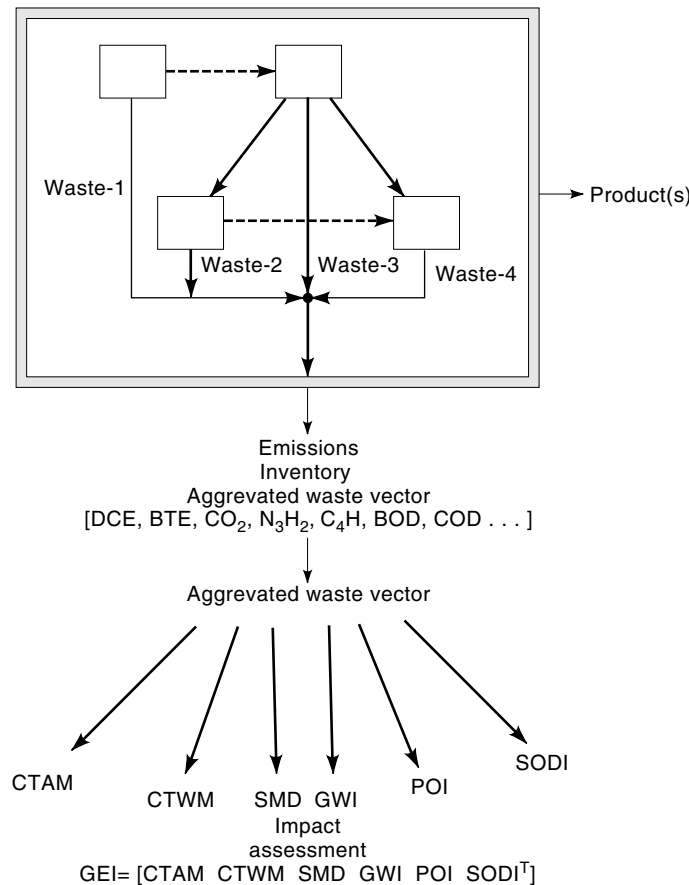 Waste-1
Product(s)
Waste-2
Waste-3
Waste-4
Emissions
Inventory
Aggrevated waste vector
[DCE, BTE, CO₂, N₃H₂, C₄H, BOD, COD . . . ]
Aggrevated waste vector
CTAM
CTWM
SMD
GWI
POI
SODI
Impact
assessment
GEI= [CTAM CTWM SMD GWI POI SODIᵀ]